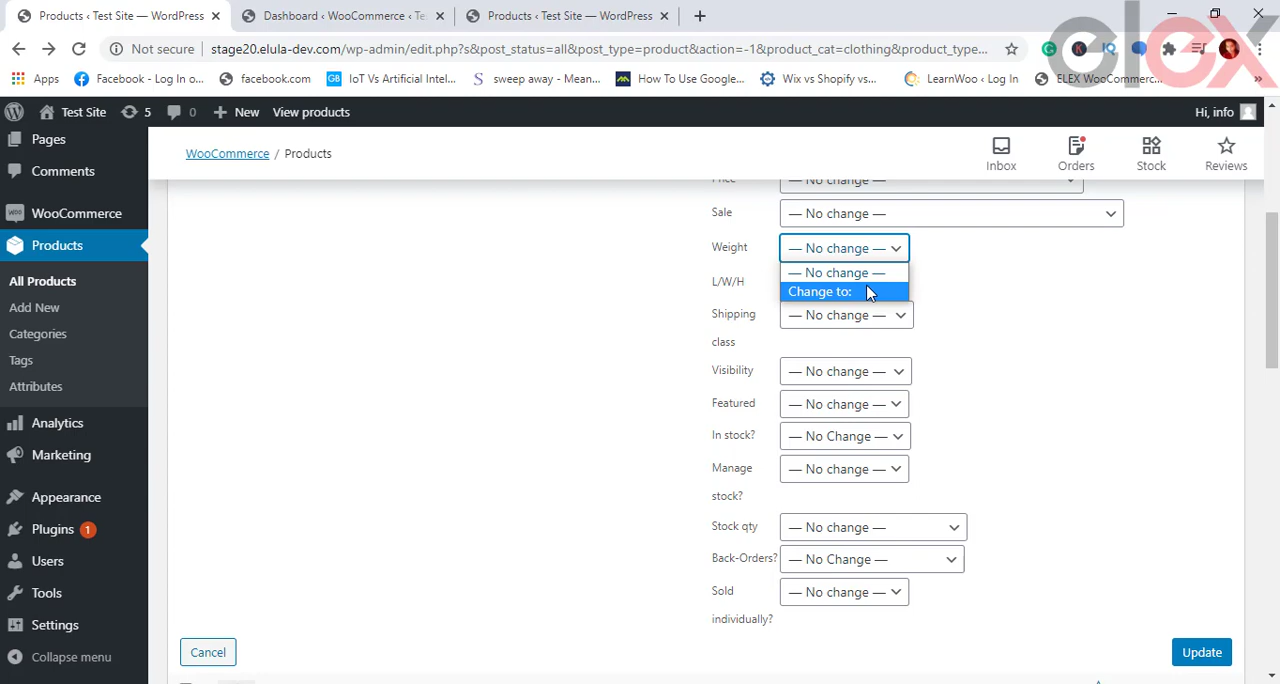 Products ‹ Test Site — WordPress
Dashboard ‹ WooCommerce ‹ Te
Products ‹ Test Site — WordPress
Not secure
stage20.elula-dev.com/wp-admin/edit.php?s&post_status=all&post_type=product&action=-1&product_cat=clothing&product_type...
Apps
Facebook - Log In o...
facebook.com
GB
IoT Vs Artificial Intel...
sweep away - Mean...
How To Use Google...
Wix vs Shopify vs...
LearnWoo ‹ Log In
ELEX WooCommerc...
elex
Test Site
5
0
New
View products
Hi, info
Pages
Comments
WooCommerce
Products
All Products
Add New
Categories
Tags
Attributes
Analytics
Marketing
Appearance
Plugins 1
Users
Tools
Settings
Collapse menu
WooCommerce / Products
Inbox
Orders
Stock
Reviews
Price
— No change —
Sale
— No change —
Weight
— No change —
— No change —
Change to:
L/W/H
Shipping class
— No change —
Visibility
— No change —
Featured
— No change —
In stock?
— No Change —
Manage stock?
— No change —
Stock qty
— No change —
Back-Orders?
— No Change —
Sold individually?
— No change —
Cancel
Update